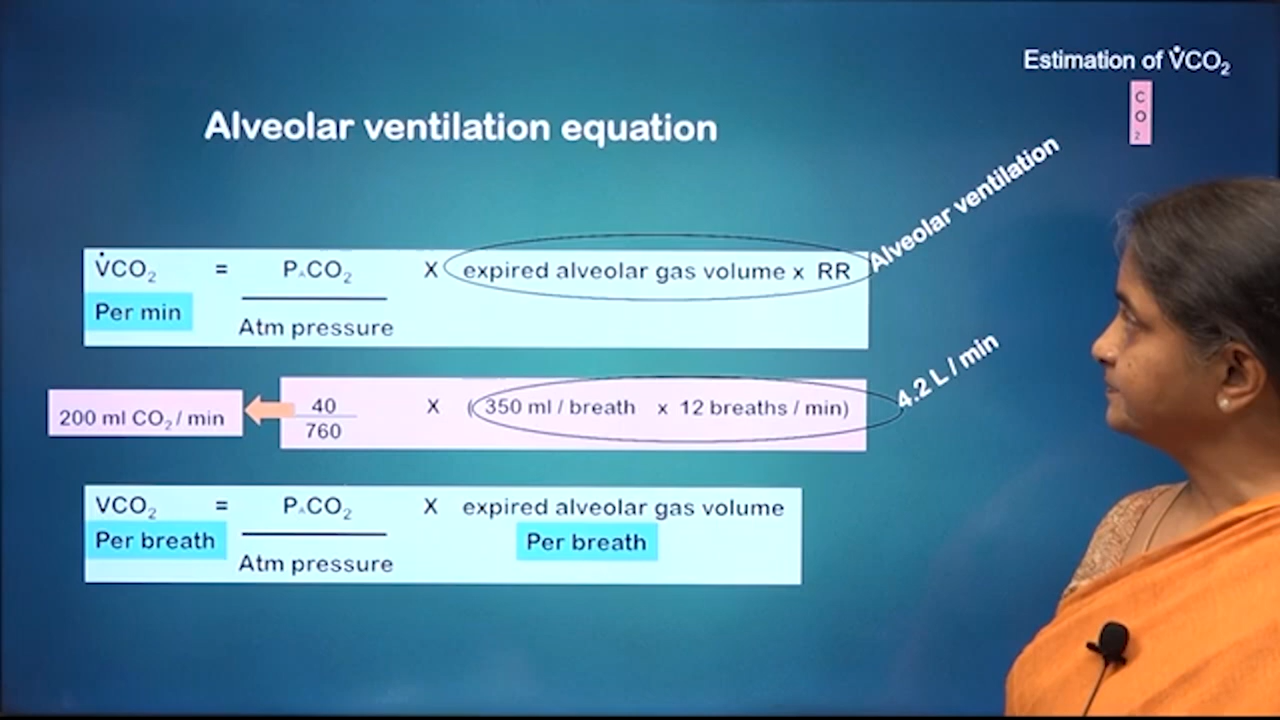 Estimation of V̇CO₂
C
O
2
Alveolar ventilation equation
Alveolar ventilation
V̇CO₂ = PACO₂ X expired alveolar gas volume x RR
Per min
Atm pressure
4.2 L / min
200 ml CO₂ / min
40 X (350 ml / breath x 12 breaths / min)
760
VCO₂ = PACO₂ X expired alveolar gas volume
Per breath
Per breath
Atm pressure